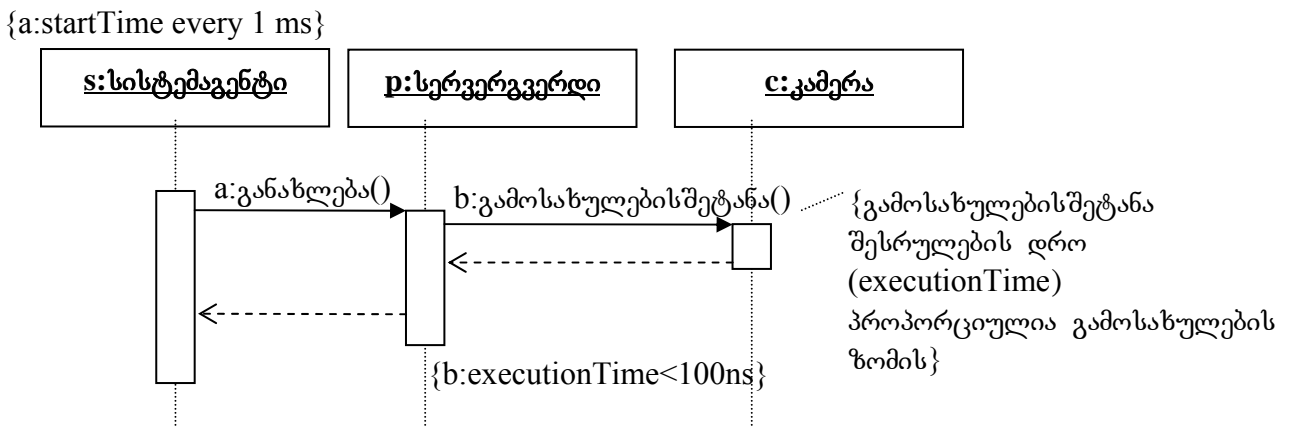 {a:startTime every 1 ms}
s:სისტემაგენტი
p:სერვერგვერდი
c:კამერა
a:განახლება()
b:გამოსახულებისშეტანა()
{გამოსახულებისშეტანა
შესრულების დრო
(executionTime)
პროპორციულია გამოსახულების
ზომის}
{b:executionTime<100ns}